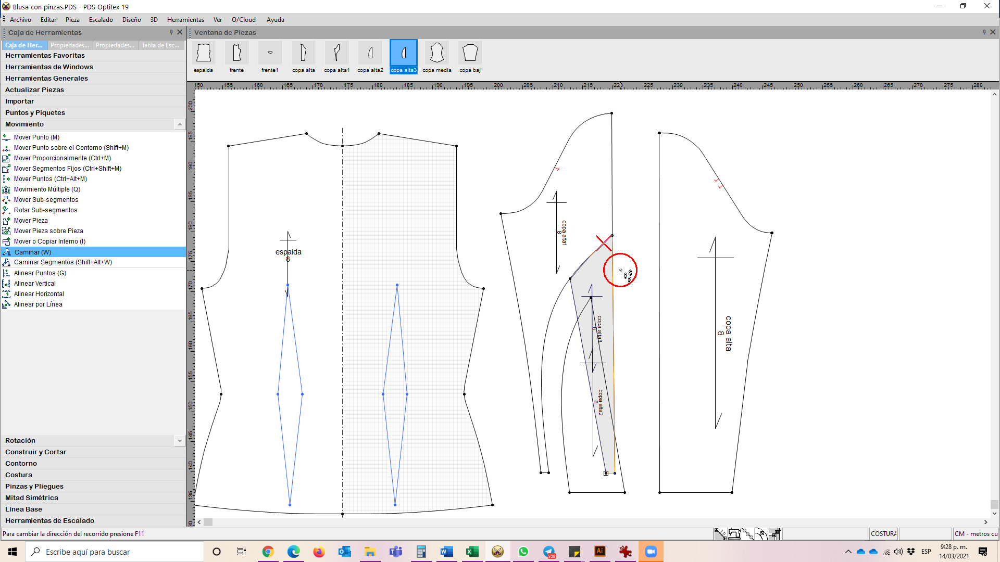 Blusa con pinzas.PDS - PDS Optitex 19
Archivo Editar Pieza Escalado Diseño 3D Herramientas Ver O/Cloud Ayuda
Caja de Herramientas
Ventana de Piezas
Caja de Her... Propiedades... Propiedades... Tabla de Esc...
Herramientas Favoritas
Herramientas de Windows
Herramientas Generales
Actualizar Piezas
Importar
Puntos y Piquetes
Movimiento
Mover Punto (M)
Mover Punto sobre el Contorno (Shift+M)
Mover Proporcionalmente (Ctrl+M)
Mover Segmentos Fijos (Ctrl+Shift+M)
Mover Puntos (Ctrl+Alt+M)
Movimiento Múltiple (Q)
Mover Sub-segmentos
Rotar Sub-segmentos
Mover Pieza
Mover Pieza sobre Pieza
Mover o Copiar Interno (I)
Caminar (W)
Caminar Segmentos (Shift+Alt+W)
Alinear Puntos (G)
Alinear Vertical
Alinear Horizontal
Alinear por Línea
Rotación
Construir y Cortar
Contorno
Costura
Pinzas y Pliegues
Mitad Simétrica
Línea Base
Herramientas de Escalado
espalda frente frente1 copa alta copa alta1 copa alta2 copa alta3 copa media copa baj
150 155 160 165 170 175 180 185 190 195 200 205 210 215 220 225 230 235 240 245 250 255 260 265 270 275 280
200
195
190
185
180
175
170
165
160
155
150
145
140
135
espalda
8
copa alta1
8
copa alta3
8
copa alta2
8
copa alta
8
Para cambiar la dirección del recorrido presione F11
COSTURA
CM - metros cu
Escribe aquí para buscar
508
ESP
9:28 p. m.
14/03/2021